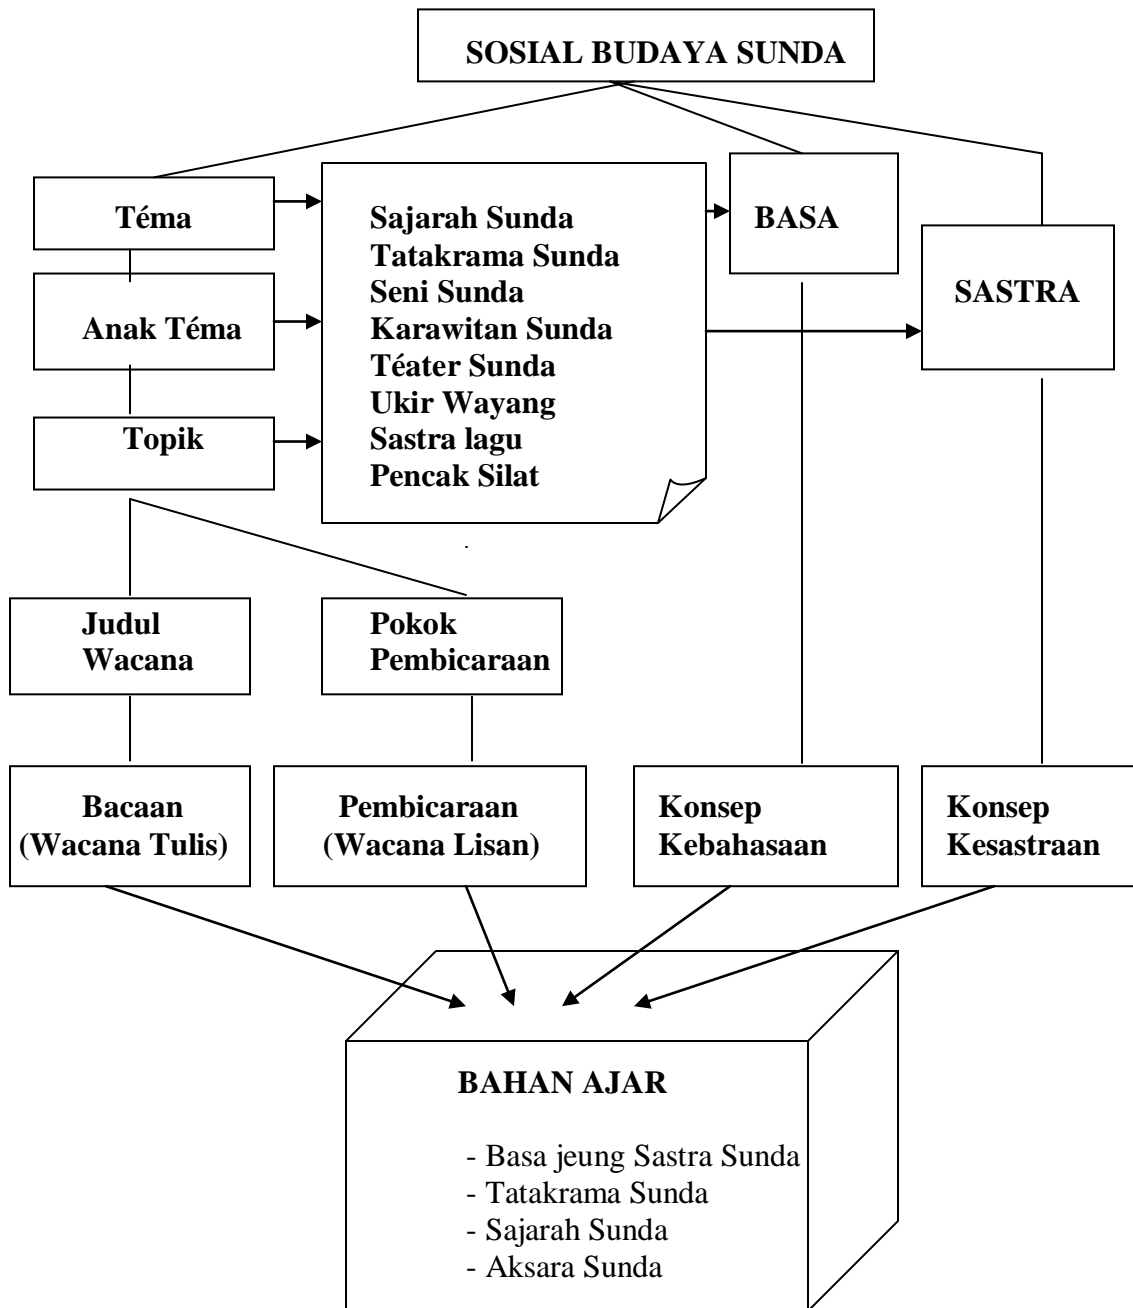 SOSIAL BUDAYA SUNDA
Téma
Anak Téma
Topik
Sajarah Sunda
Tatakrama Sunda
Seni Sunda
Karawitan Sunda
Téater Sunda
Ukir Wayang
Sastra lagu
Pencak Silat
BASA
SASTRA
Judul
Wacana
Pokok
Pembicaraan
Bacaan
(Wacana Tulis)
Pembicaraan
(Wacana Lisan)
Konsep
Kebahasaan
Konsep
Kesastraan
BAHAN AJAR
- Basa jeung Sastra Sunda
- Tatakrama Sunda
- Sajarah Sunda
- Aksara Sunda